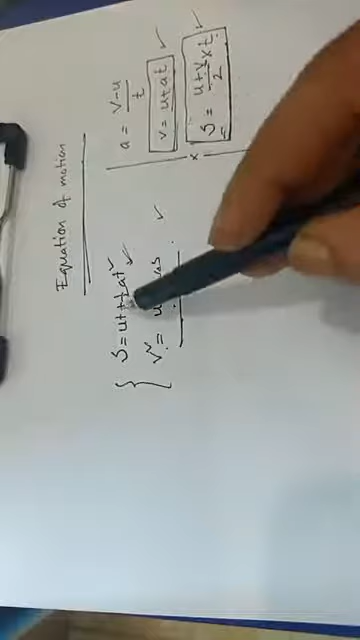 Equation of motion
a = v-u/t
v = u+at
S = u+v/2 x t
S = ut+½at²
v² = u